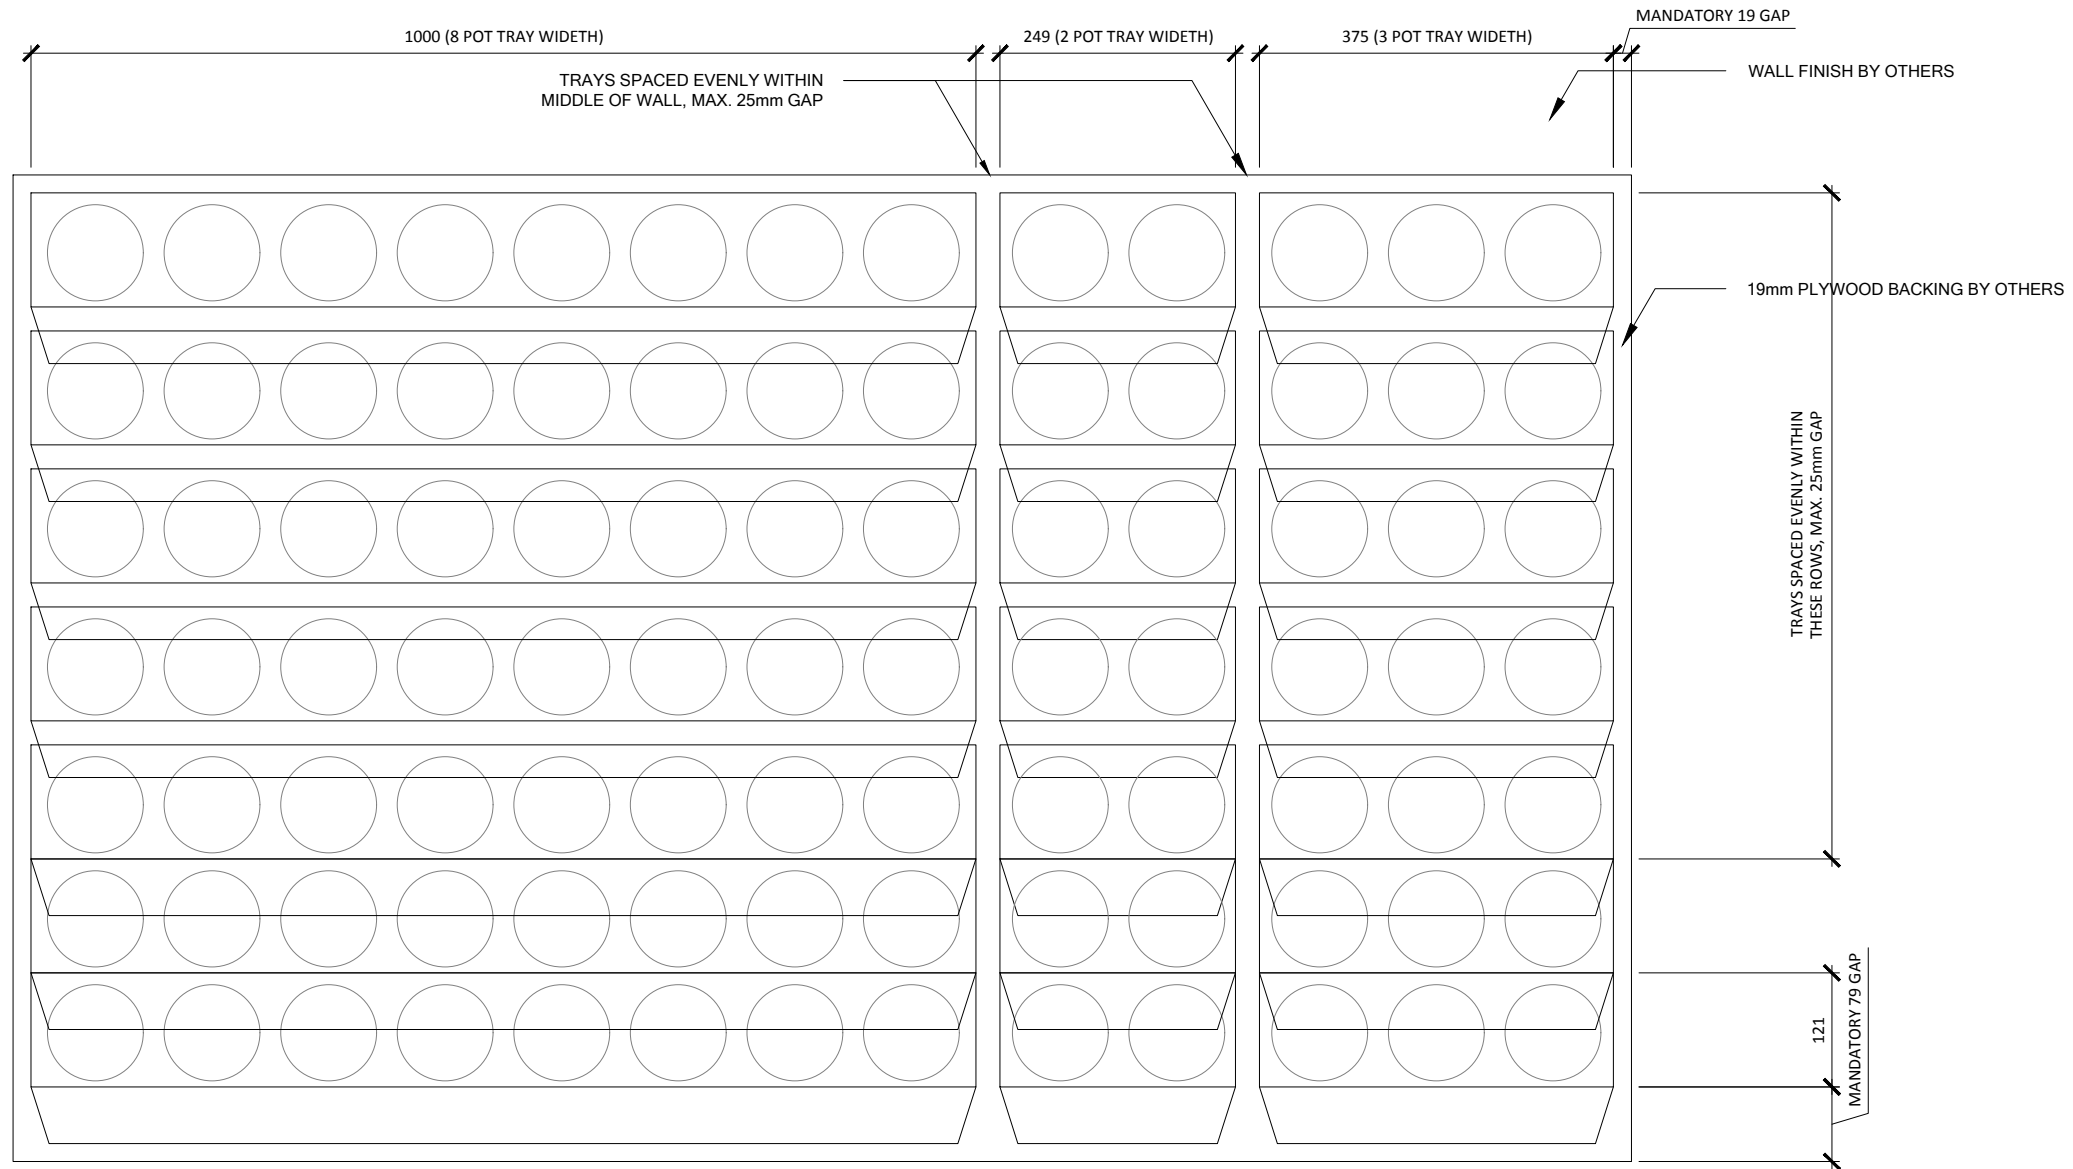 MANDATORY 19 GAP
1000 (8 POT TRAY WIDETH)
249 (2 POT TRAY WIDETH)
375 (3 POT TRAY WIDETH)
TRAYS SPACED EVENLY WITHIN
MIDDLE OF WALL, MAX. 25mm GAP
WALL FINISH BY OTHERS
19mm PLYWOOD BACKING BY OTHERS
TRAYS SPACED EVENLY WITHIN
THESE ROWS, MAX. 25mm GAP
121
MANDATORY 79 GAP